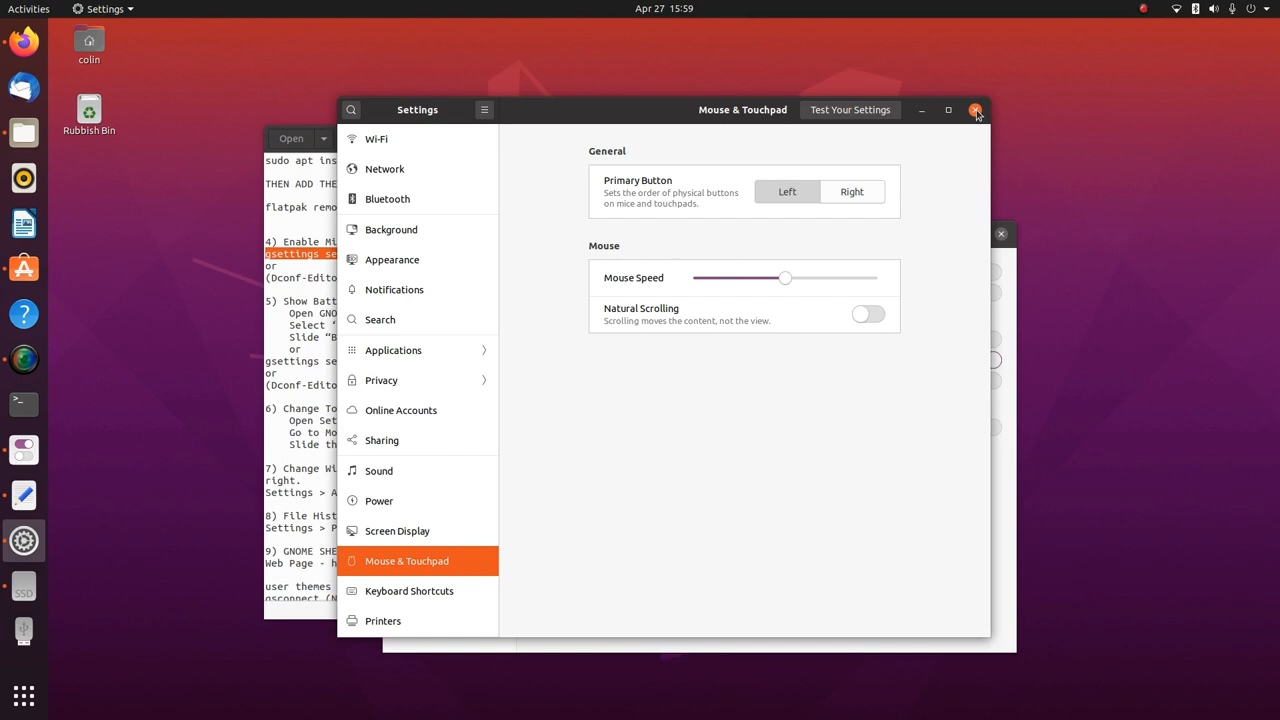 Activities
Settings
Apr 27 15:59
colin
Rubbish Bin
Open
sudo apt ins
THEN ADD THE
flatpak remo
4) Enable Mi
gsettings se
or
(Dconf-Edito
5) Show Batt
Open GNO
Select '
Slide "B
or
gsettings se
or
(Dconf-Edito
6) Change To
Open Set
Go to Mo
Slide th
7) Change Wi
right.
Settings > A
8) File Hist
Settings > P
9) GNOME SHE
Web Page - h
user themes
gsconnect (N
Settings
Mouse & Touchpad
Test Your Settings
Wi-Fi
Network
Bluetooth
Background
Appearance
Notifications
Search
Applications
Privacy
Online Accounts
Sharing
Sound
Power
Screen Display
Mouse & Touchpad
Keyboard Shortcuts
Printers
General
Primary Button
Sets the order of physical buttons
on mice and touchpads.
Left
Right
Mouse
Mouse Speed
Natural Scrolling
Scrolling moves the content, not the view.
SSD